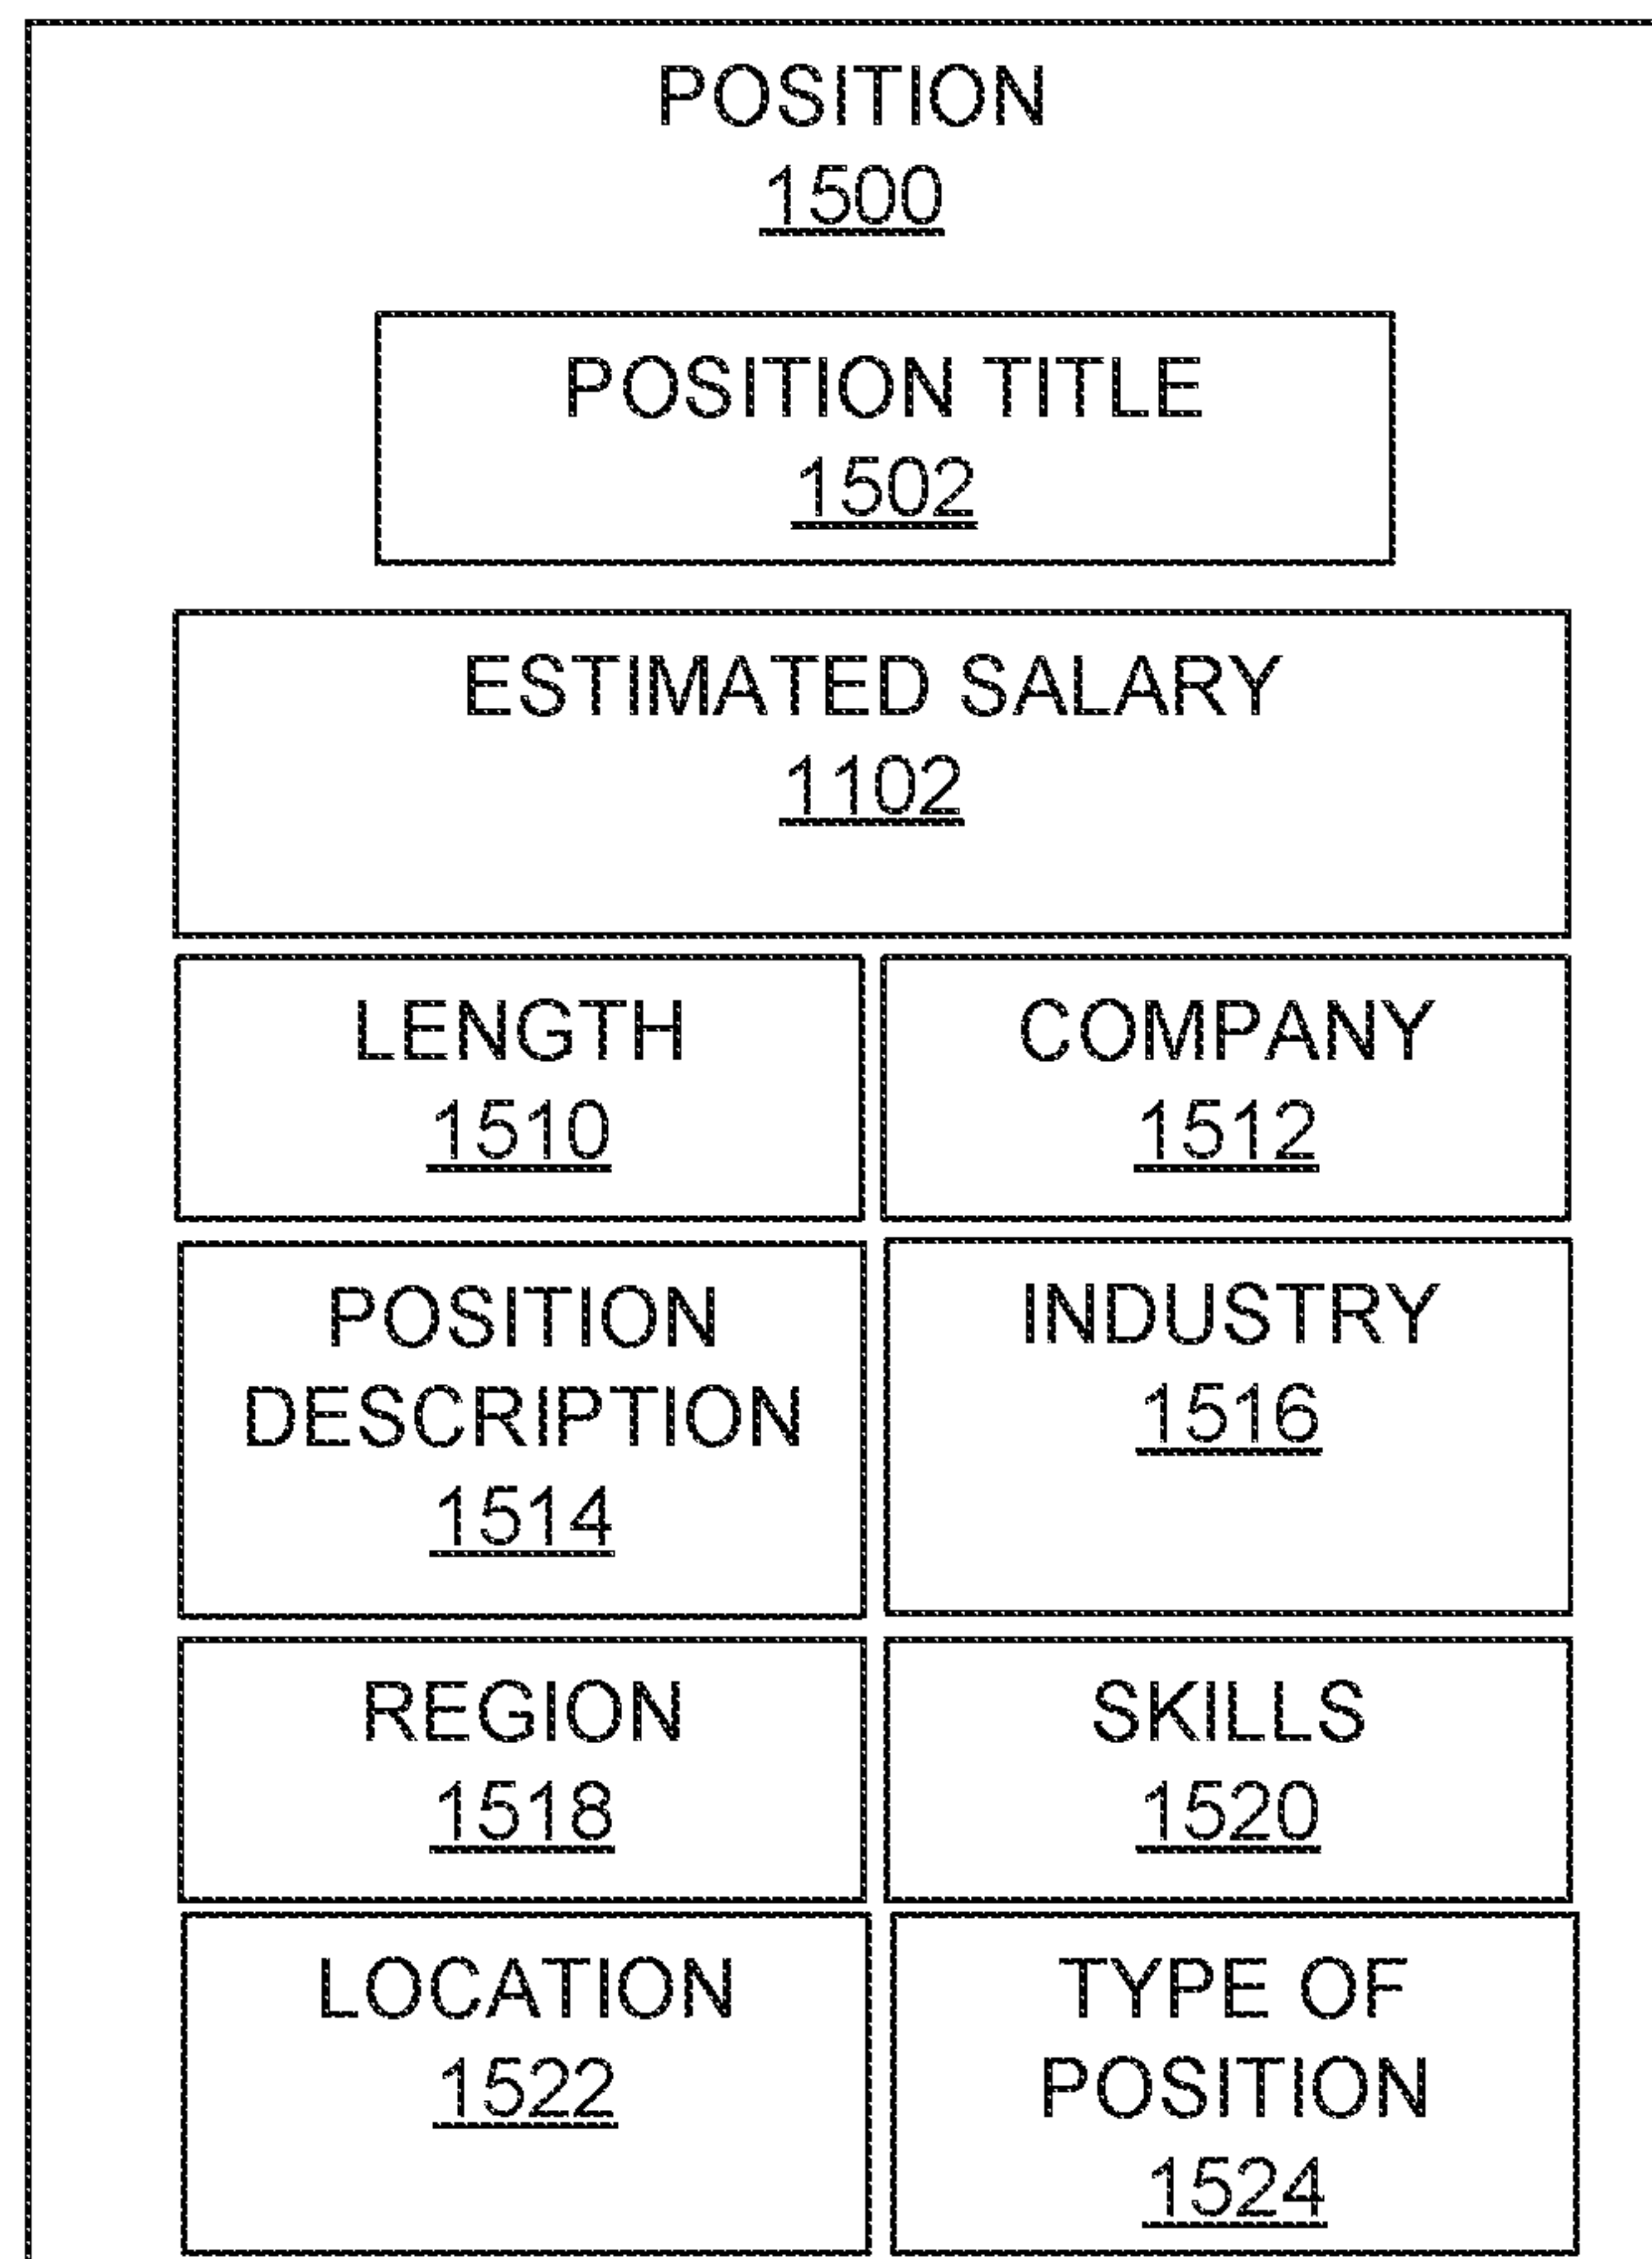 POSITION
1500
POSITION TITLE
1502
ESTIMATED SALARY
1102
LENGTH
1510
COMPANY
1512
POSITION
DESCRIPTION
1514
INDUSTRY
1516
REGION
1518
SKILLS
1520
LOCATION
1522
TYPE OF
POSITION
1524